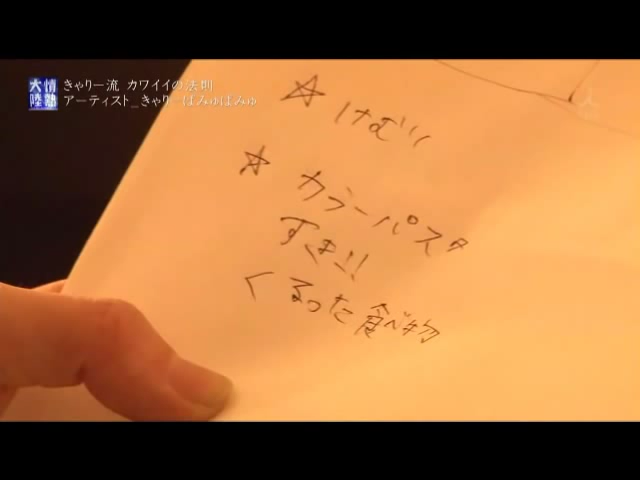 情熱
大陸
きゃりー流 カワイイの法則
アーティスト_きゃりーぱみゅぱみゅ
☆ けむり
☆ カラーパスタ
すき!!
くるった食べ物